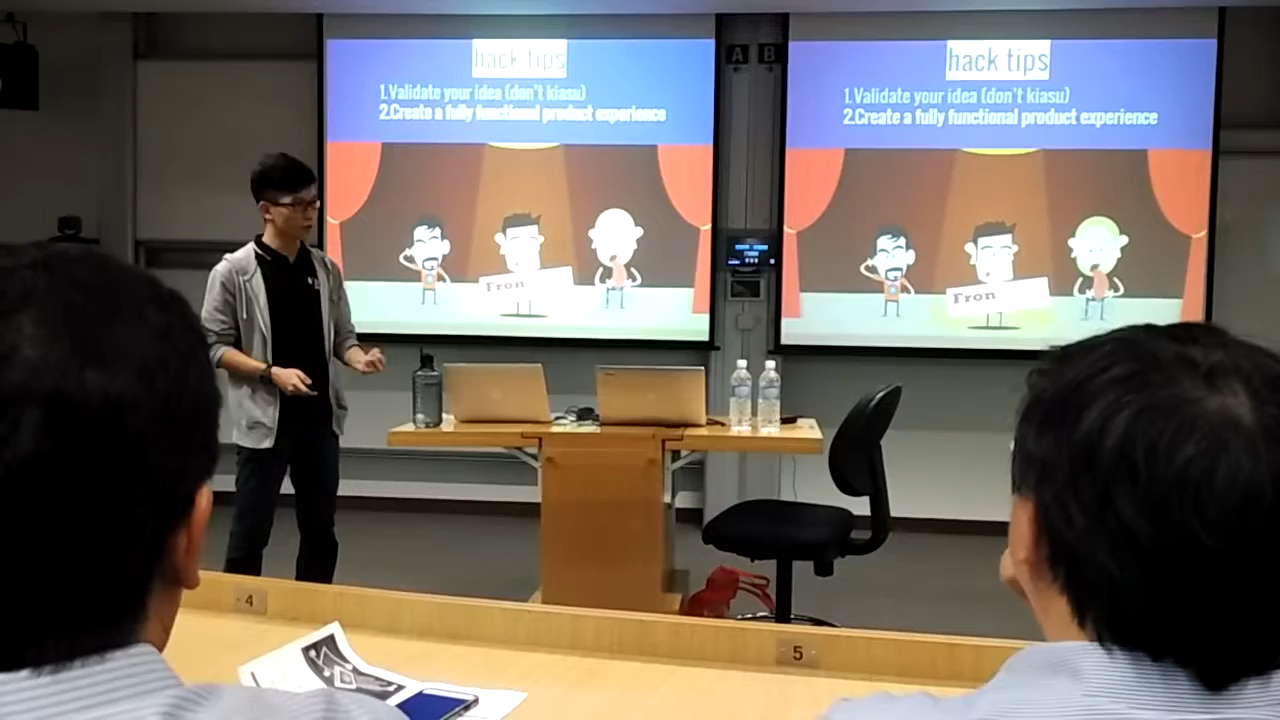 hack tips
1.Validate your idea (don't kiasu)
2.Create a fully functional product experience
Fron
A B
hack tips
1.Validate your idea (don't kiasu)
2.Create a fully functional product experience
Fron
4
5